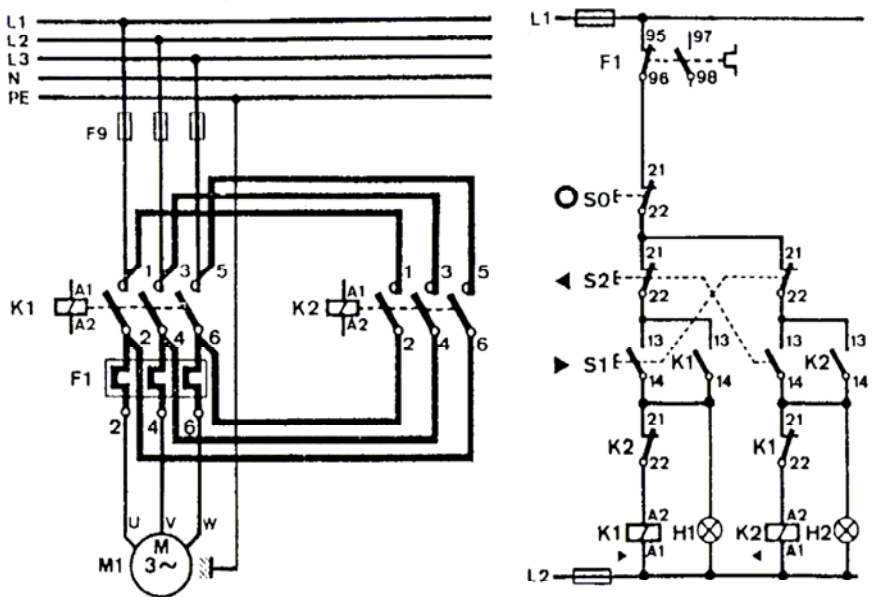 L1
L2
L3
N
PE
F9
1 3 5
K1 A1
A2
2 4 6
K2 A1
A2
1 3 5
2 4 6
F1
2 4 6
U V W
M1 M
3~
L1
F1 95 97
96 98
S0 21
22
S2 21 21
22 22
S1 13 K1 13 13 K2 13
14 14 14 14
K2 21 K1 21
22 22
K1 A2 H1 K2 A2 H2
A1 A1
L2